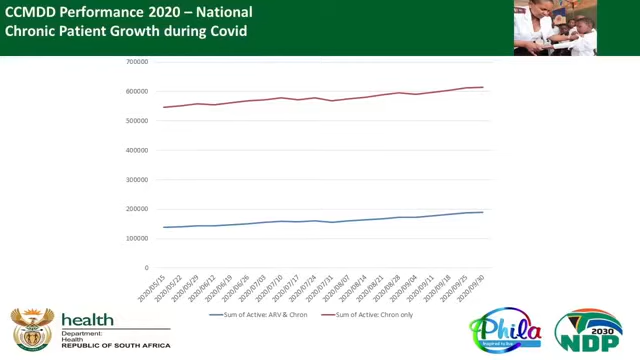 CCMDD Performance 2020 – National
Chronic Patient Growth during Covid
700000
600000
500000
400000
300000
200000
100000
0
2020/05/15
2020/05/22
2020/05/29
2020/06/12
2020/06/19
2020/06/26
2020/07/03
2020/07/10
2020/07/17
2020/07/24
2020/07/31
2020/08/07
2020/08/14
2020/08/21
2020/08/28
2020/09/04
2020/09/11
2020/09/18
2020/09/25
2020/09/30
Sum of Active: ARV & Chron
Sum of Active: Chron only
health
Department:
Health
REPUBLIC OF SOUTH AFRICA
Phila
Inspired to live
2030
NDP